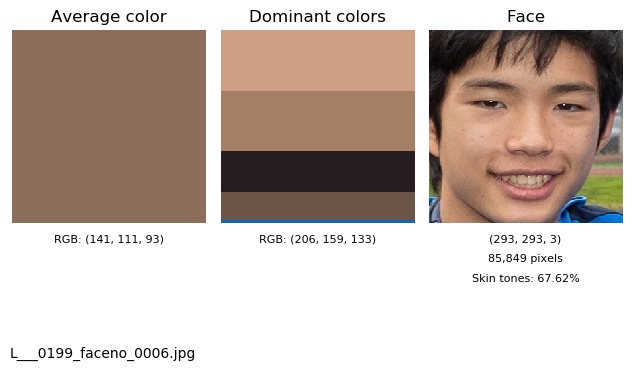 Average color
Dominant colors
Face
RGB: (141, 111, 93)
RGB: (206, 159, 133)
(293, 293, 3)
85,849 pixels
Skin tones: 67.62%
L___0199_faceno_0006.jpg